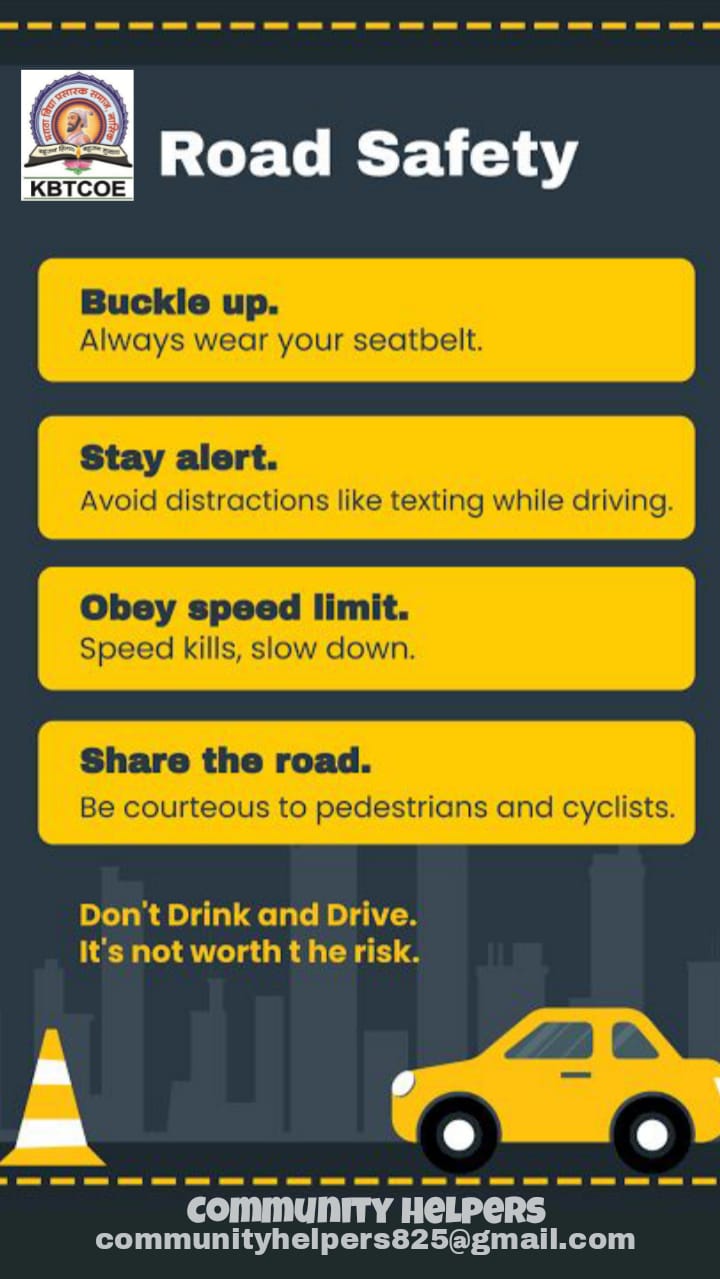 मराठा विद्या प्रसारक समाज, नाशिक
KBTCOE
Road Safety
Buckle up.
Always wear your seatbelt.
Stay alert.
Avoid distractions like texting while driving.
Obey speed limit.
Speed kills, slow down.
Share the road.
Be courteous to pedestrians and cyclists.
Don't Drink and Drive.
It's not worth t he risk.
COMMUNITY HELPERS
communityhelpers825@gmail.com